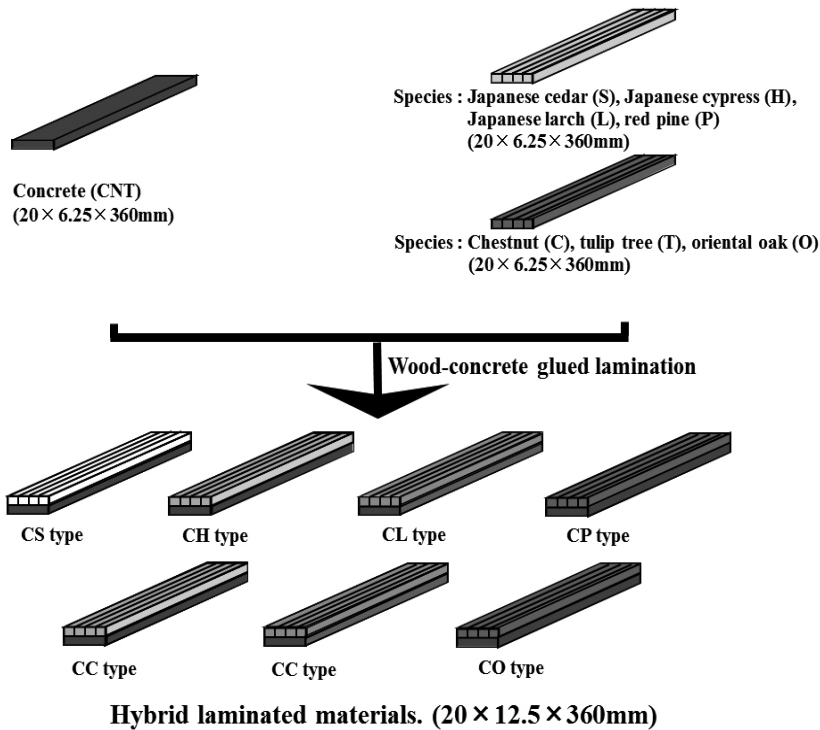 Concrete (CNT)
(20×6.25×360mm)
Species : Japanese cedar (S), Japanese cypress (H),
Japanese larch (L), red pine (P)
(20×6.25×360mm)
Species : Chestnut (C), tulip tree (T), oriental oak (O)
(20×6.25×360mm)
Wood-concrete glued lamination
CS type
CH type
CL type
CP type
CC type
CC type
CO type
Hybrid laminated materials. (20×12.5×360mm)